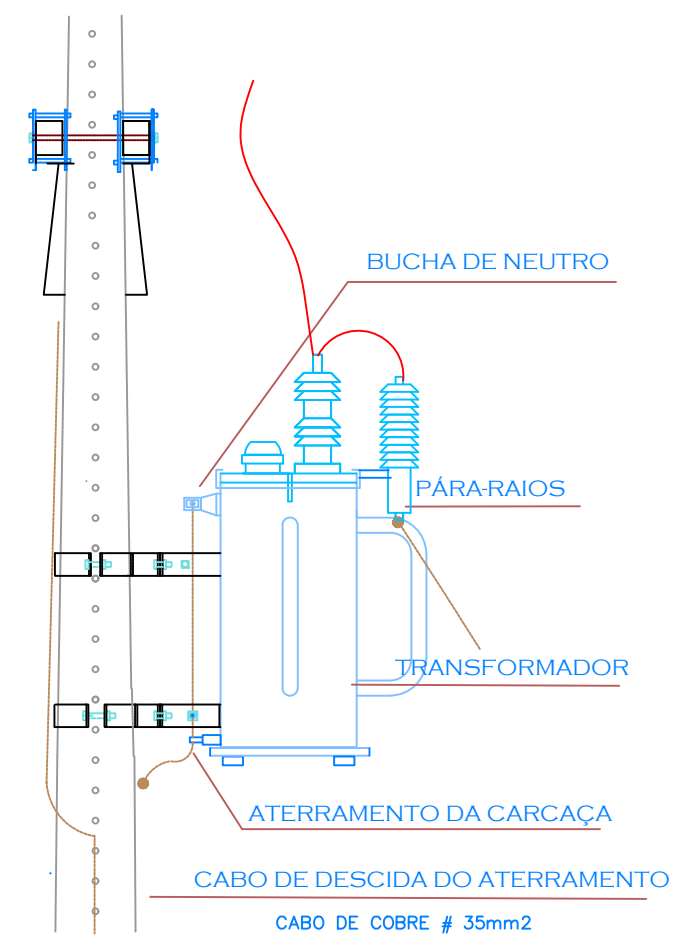 BUCHA DE NEUTRO
PÁRA-RAIOS
TRANSFORMADOR
ATERRAMENTO DA CARCAÇA
CABO DE DESCIDA DO ATERRAMENTO
CABO DE COBRE # 35mm2